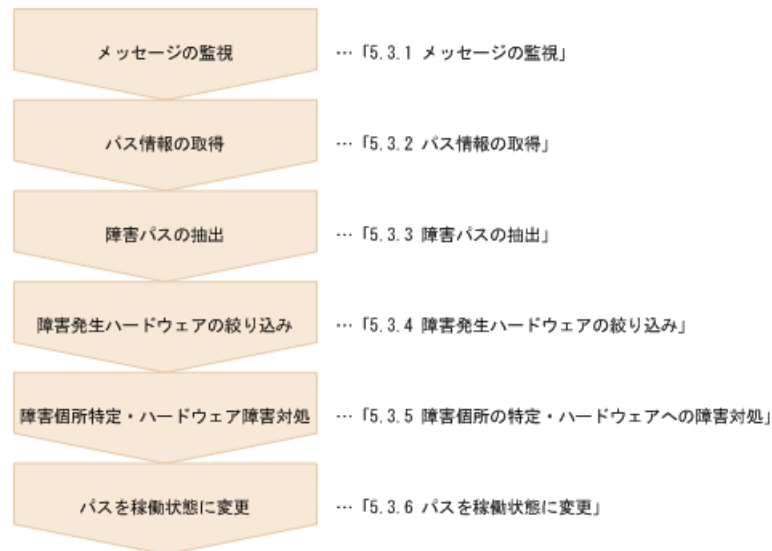 メッセージの監視 … 「5.3.1 メッセージの監視」
パス情報の取得 … 「5.3.2 パス情報の取得」
障害パスの抽出 … 「5.3.3 障害パスの抽出」
障害発生ハードウェアの絞り込み … 「5.3.4 障害発生ハードウェアの絞り込み」
障害個所特定・ハードウェア障害対処 … 「5.3.5 障害個所の特定・ハードウェアへの障害対処」
パスを稼働状態に変更 … 「5.3.6 パスを稼働状態に変更」